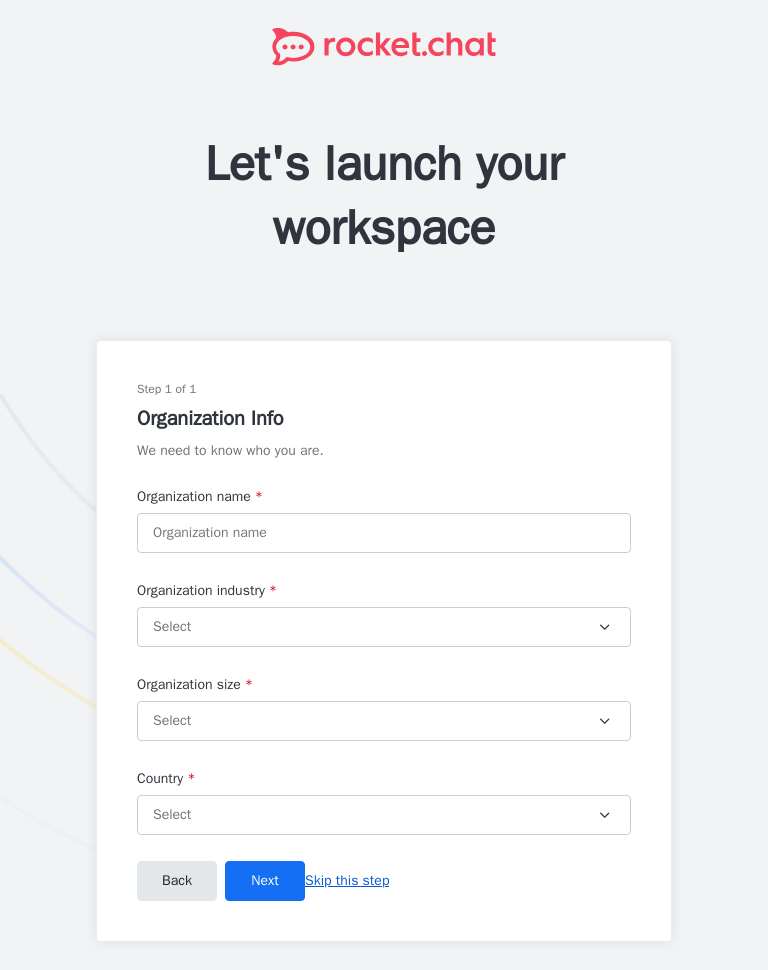 rocket.chat
Let's launch your
workspace
Step 1 of 1
Organization Info
We need to know who you are.
Organization name *
Organization name
Organization industry *
Select
Organization size *
Select
Country *
Select
Back Next Skip this step